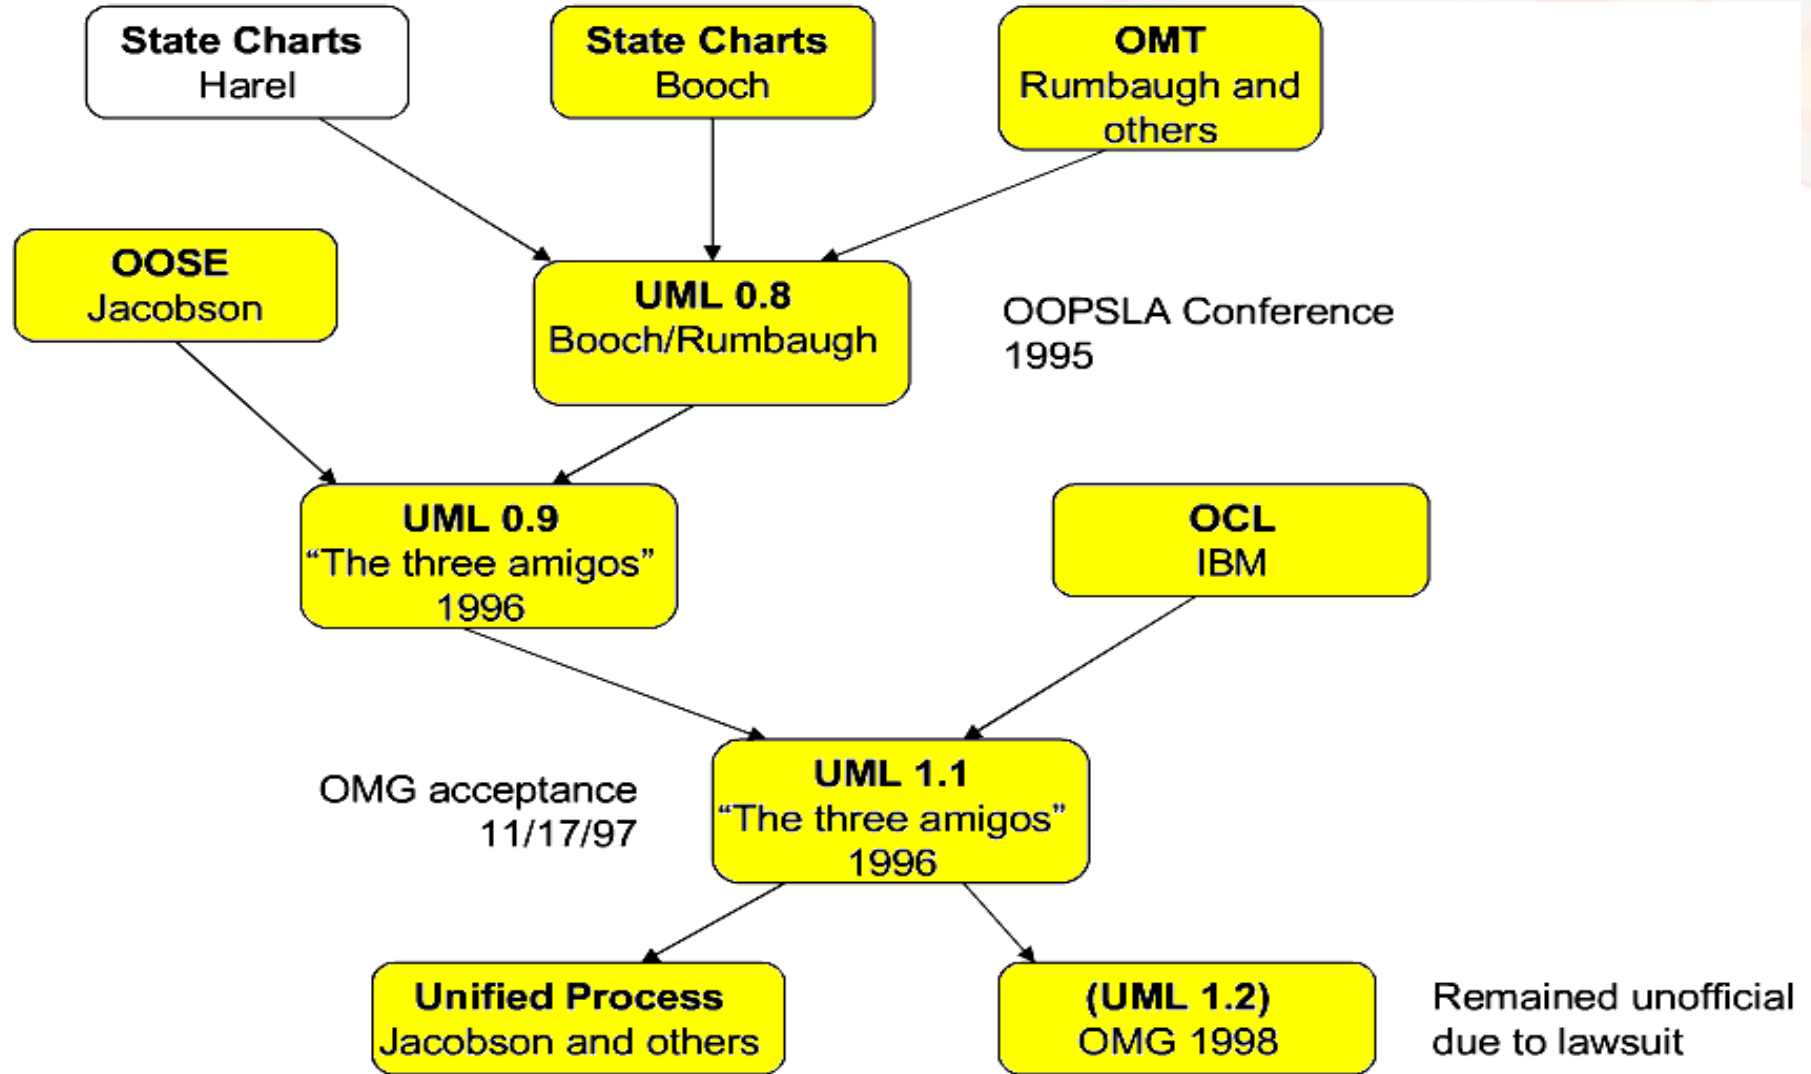 State Charts
Harel
State Charts
Booch
OMT
Rumbaugh and
others
OOSE
Jacobson
UML 0.8
Booch/Rumbaugh
OOPSLA Conference
1995
UML 0.9
“The three amigos”
1996
OCL
IBM
OMG acceptance
11/17/97
UML 1.1
“The three amigos”
1996
Unified Process
Jacobson and others
(UML 1.2)
OMG 1998
Remained unofficial
due to lawsuit